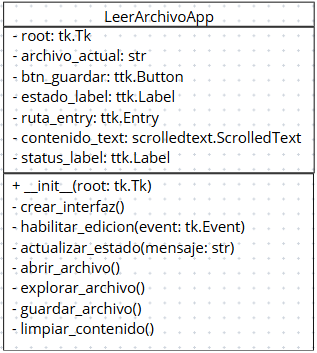 LeerArchivoApp
- root: tk.Tk
- archivo_actual: str
- btn_guardar: ttk.Button
- estado_label: ttk.Label
- ruta_entry: ttk.Entry
- contenido_text: scrolledtext.ScrolledText
- status_label: ttk.Label
+ __init__(root: tk.Tk)
- crear_interfaz()
- habilitar_edicion(event: tk.Event)
- actualizar_estado(mensaje: str)
- abrir_archivo()
- explorar_archivo()
- guardar_archivo()
- limpiar_contenido()